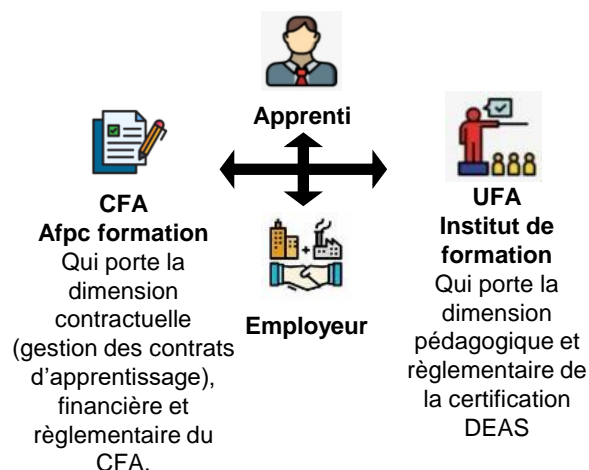 Apprenti
CFA
Afpc formation
Qui porte la
dimension
contractuelle
(gestion des contrats
d'apprentissage),
financière et
règlementaire du
CFA.
Employeur
UFA
Institut de
formation
Qui porte la
dimension
pédagogique et
règlementaire de
la certification
DEAS